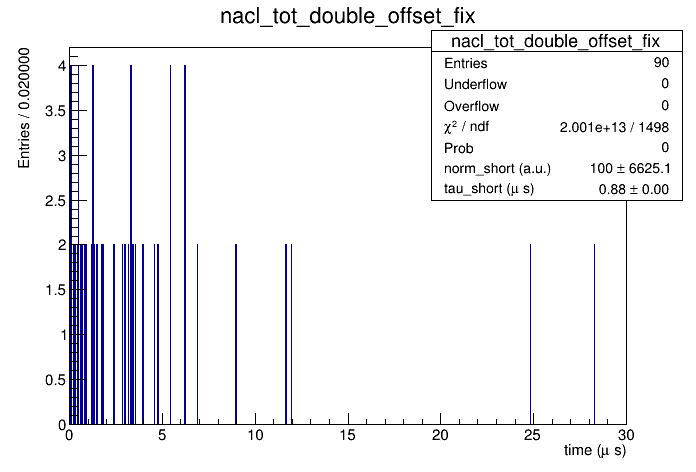 nacl_tot_double_offset_fix
nacl_tot_double_offset_fix
Entries 90
Underflow 0
Overflow 0
χ² / ndf 2.001e+13 / 1498
Prob 0
norm_short (a.u.) 100 ± 6625.1
tau_short (μ s) 0.88 ± 0.00
Entries / 0.020000
4
3.5
3
2.5
2
1.5
1
0.5
0
0 5 10 15 20 25 30
time (μ s)